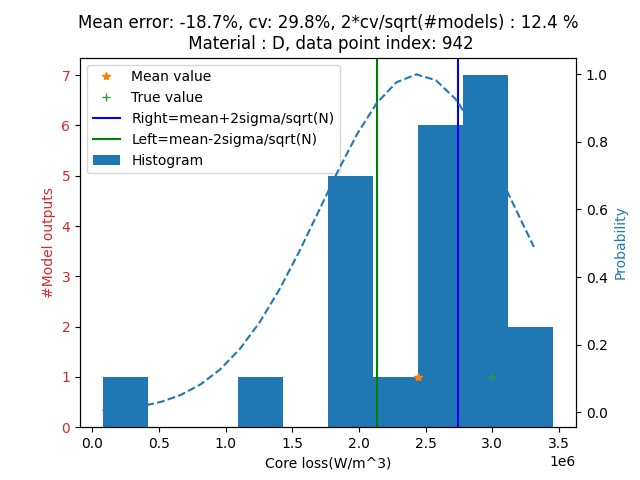 Mean error: -18.7%, cv: 29.8%, 2*cv/sqrt(#models) : 12.4 %
Material : D, data point index: 942
Mean value
True value
Right=mean+2sigma/sqrt(N)
Left=mean-2sigma/sqrt(N)
Histogram
#Model outputs
7
6
5
4
3
2
1
0
1.0
0.8
0.6
0.4
0.2
0.0
Probability
0.0 0.5 1.0 1.5 2.0 2.5 3.0 3.5
1e6
Core loss(W/m^3)